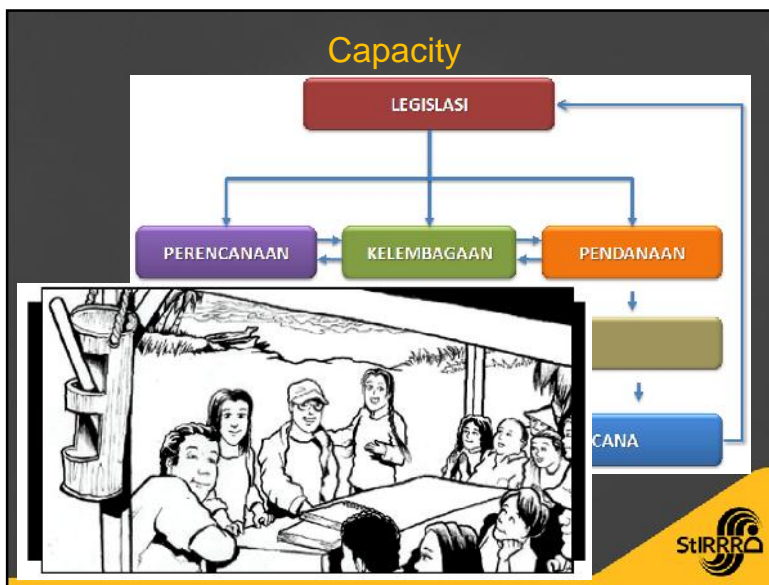 Capacity
LEGISLASI
PERENCANAAN KELEMBAGAAN PENDANAAN
CANA
StIRRRD